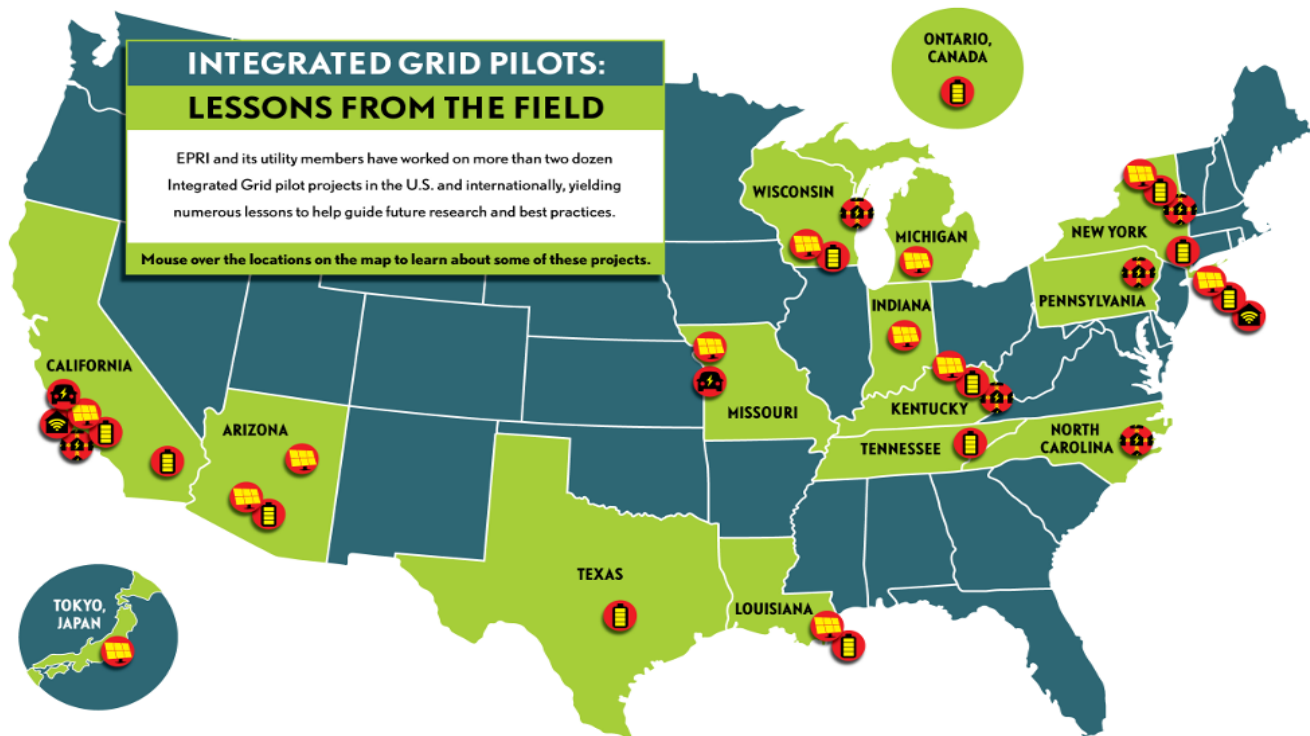 INTEGRATED GRID PILOTS:
LESSONS FROM THE FIELD
EPRI and its utility members have worked on more than two dozen
Integrated Grid pilot projects in the U.S. and internationally, yielding
numerous lessons to help guide future research and best practices.
Mouse over the locations on the map to learn about some of these projects.
ONTARIO,
CANADA
WISCONSIN
MICHIGAN
NEW YORK
PENNSYLVANIA
INDIANA
CALIFORNIA
MISSOURI
KENTUCKY
ARIZONA
TENNESSEE
NORTH
CAROLINA
TEXAS
LOUISIANA
TOKYO,
JAPAN